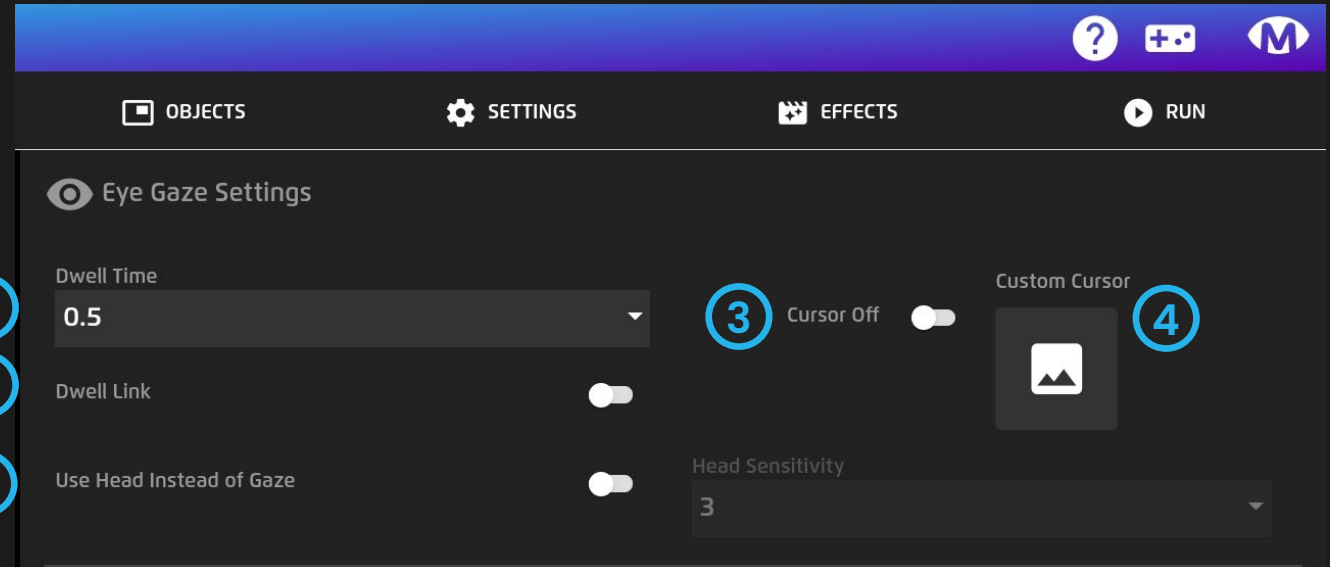 ?
M
OBJECTS SETTINGS EFFECTS RUN
Eye Gaze Settings
Dwell Time
0.5
3 Cursor Off
Custom Cursor
4
Dwell Link
Use Head Instead of Gaze
Head Sensitivity
3